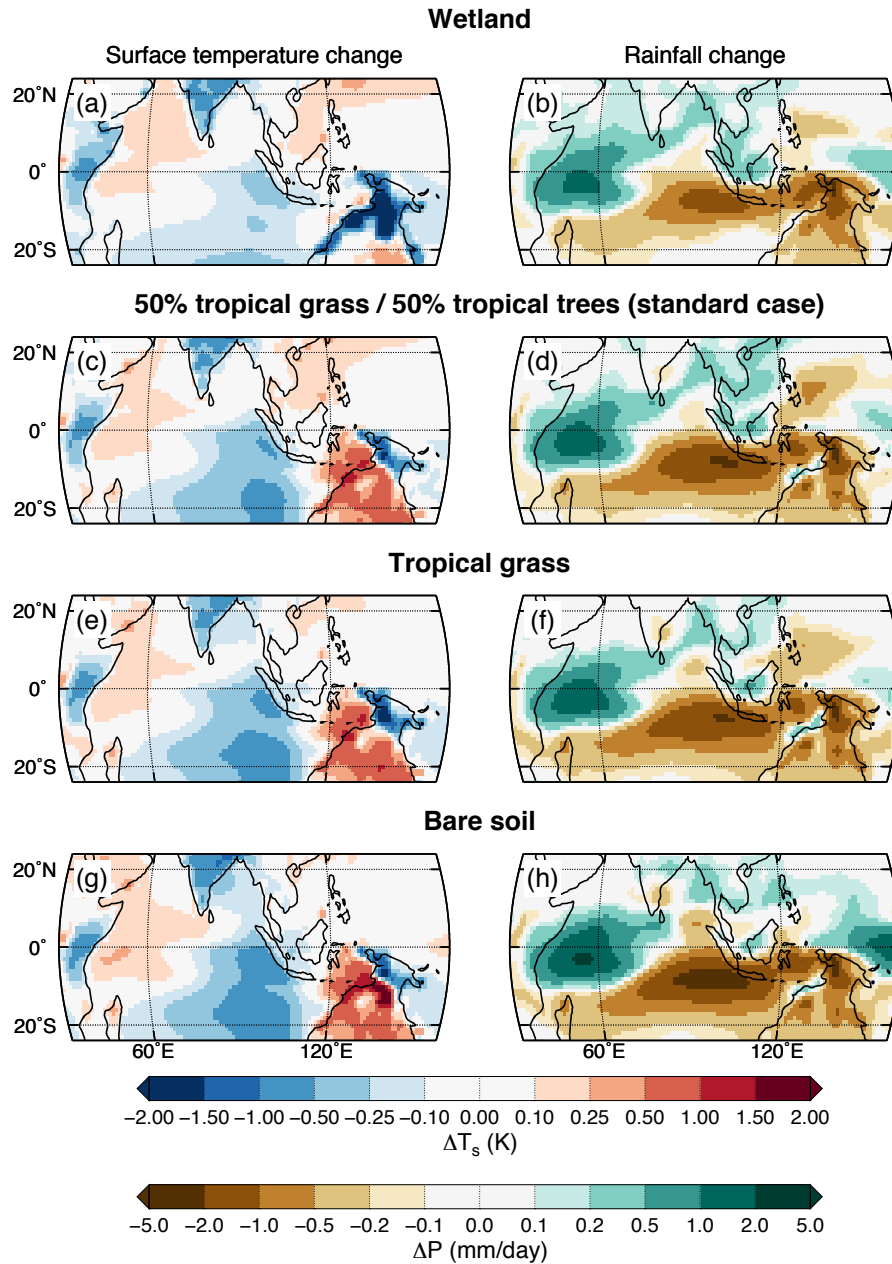 Wetland
Surface temperature change
Rainfall change
20˚N
(a)
(b)
0˚
20˚S
50% tropical grass / 50% tropical trees (standard case)
20˚N
(c)
(d)
0˚
20˚S
Tropical grass
20˚N
(e)
(f)
0˚
20˚S
Bare soil
20˚N
(g)
(h)
0˚
20˚S
60˚E 120˚E 60˚E 120˚E
−2.00 −1.50 −1.00 −0.50 −0.25 −0.10 0.00 0.10 0.25 0.50 1.00 1.50 2.00
ΔTs (K)
−5.0 −2.0 −1.0 −0.5 −0.2 −0.1 0.0 0.1 0.2 0.5 1.0 2.0 5.0
ΔP (mm/day)